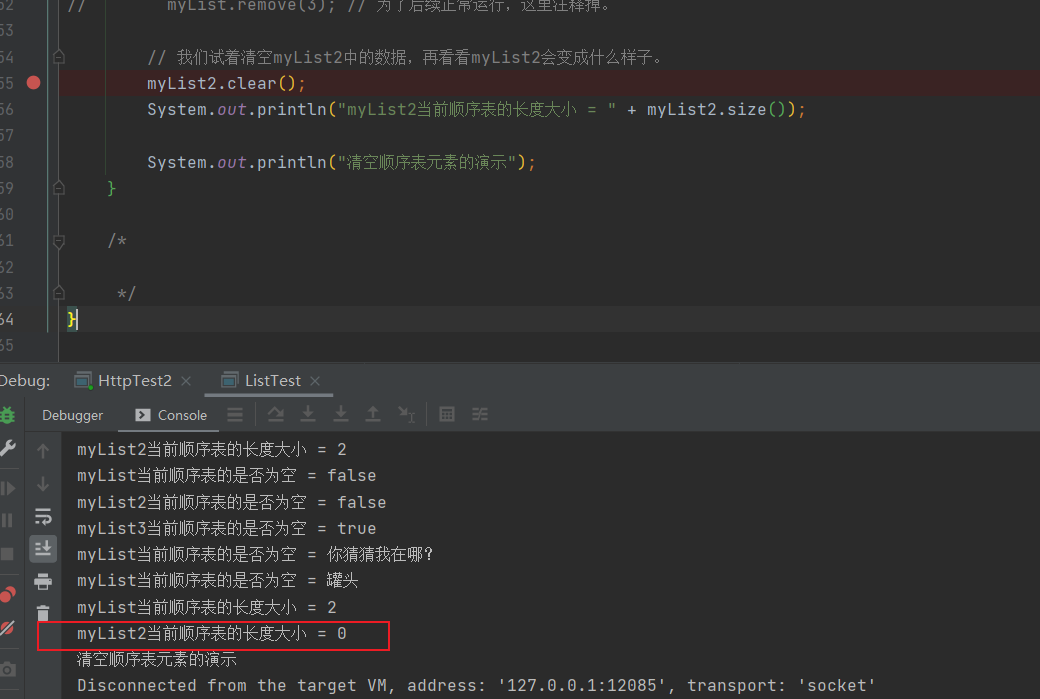 52 //        myList.remove(3); // 为了后续正常运行，这里注释掉。
53
54 // 我们试着清空myList2中的数据，再看看myList2会变成什么样子。
55 myList2.clear();
56 System.out.println("myList2当前顺序表的长度大小 = " + myList2.size());
57
58 System.out.println("清空顺序表元素的演示");
59 }
60
61 /*
62
63 */
64 }
65
Debug: HttpTest2 ListTest
Debugger Console
myList2当前顺序表的长度大小 = 2
myList当前顺序表的是否为空 = false
myList2当前顺序表的是否为空 = false
myList3当前顺序表的是否为空 = true
myList当前顺序表的是否为空 = 你猜猜我在哪？
myList当前顺序表的是否为空 = 罐头
myList当前顺序表的长度大小 = 2
myList2当前顺序表的长度大小 = 0
清空顺序表元素的演示
Disconnected from the target VM, address: '127.0.0.1:12085', transport: 'socket'